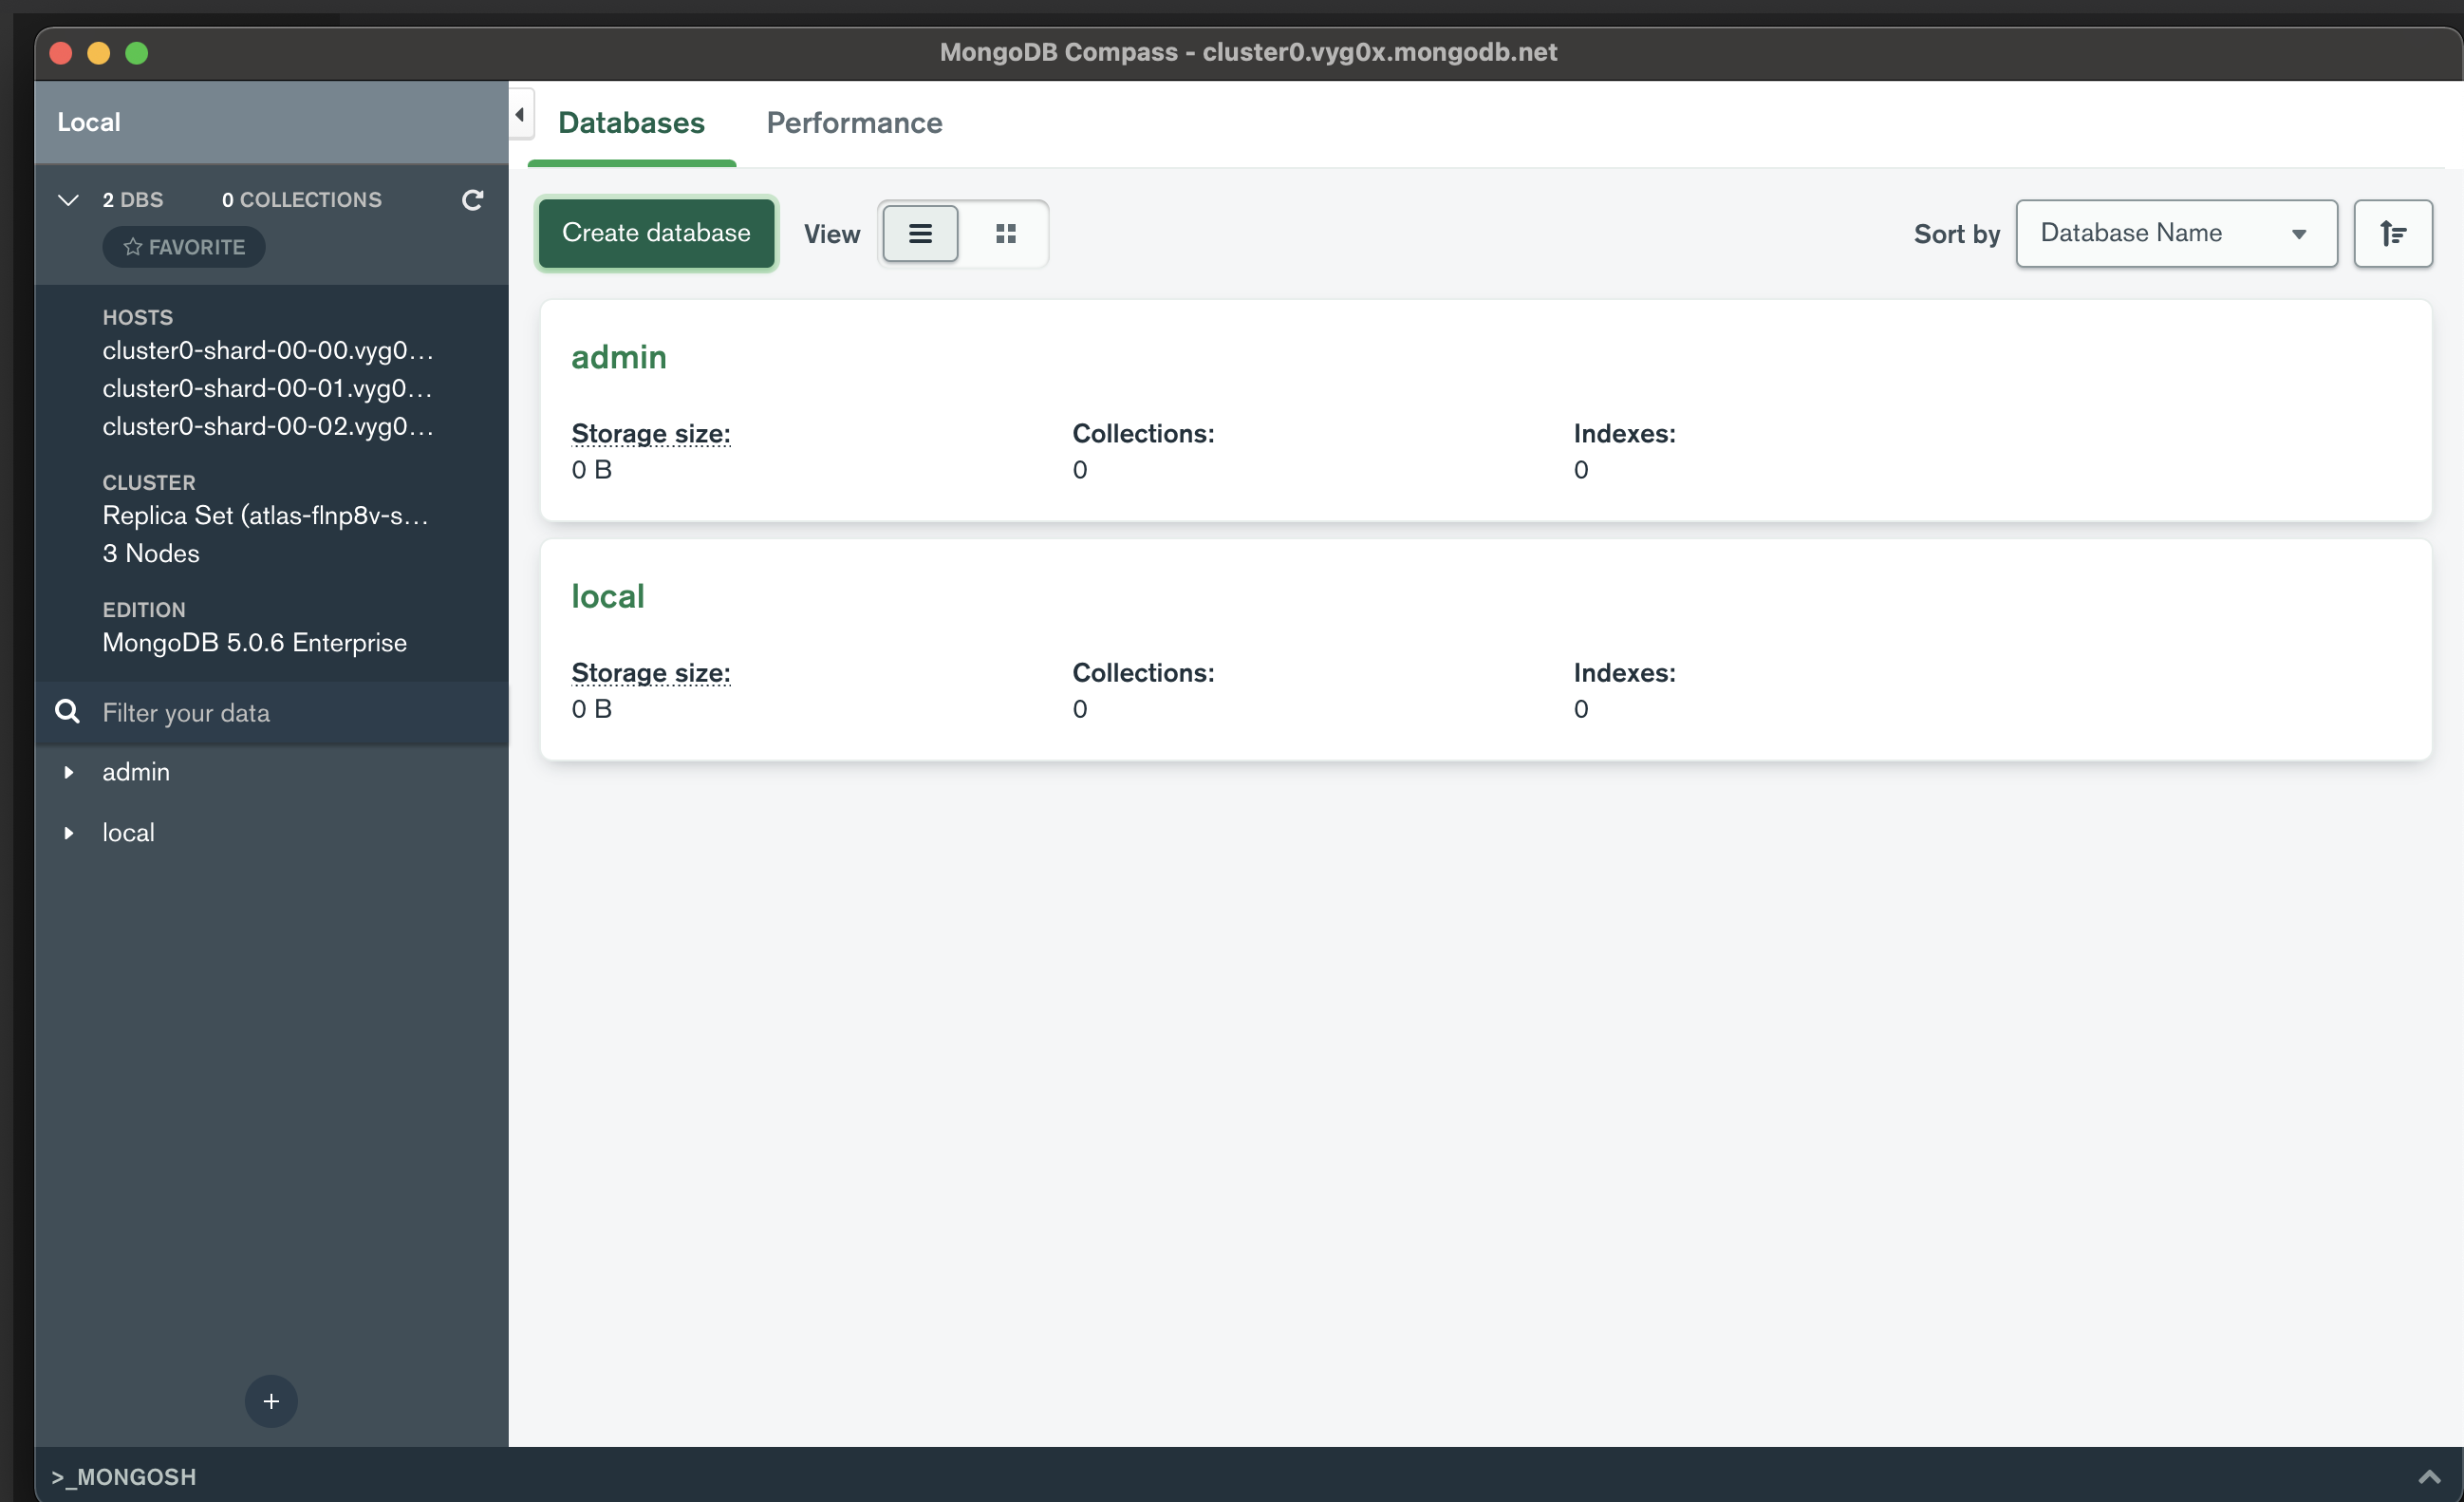 MongoDB Compass - cluster0.vyg0x.mongodb.net
Local
2 DBS 0 COLLECTIONS
FAVORITE
HOSTS
cluster0-shard-00-00.vyg0...
cluster0-shard-00-01.vyg0...
cluster0-shard-00-02.vyg0...
CLUSTER
Replica Set (atlas-flnp8v-s...
3 Nodes
EDITION
MongoDB 5.0.6 Enterprise
Filter your data
admin
local
Databases Performance
Create database View Sort by Database Name
admin
Storage size: Collections: Indexes:
0 B 0 0
local
Storage size: Collections: Indexes:
0 B 0 0
>_MONGOSH